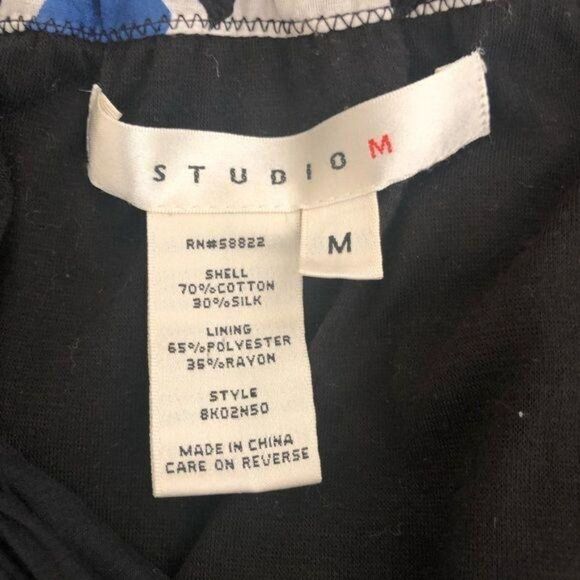 STUDIO M
M
RN#58822
SHELL
70%COTTON
30%SILK
LINING
65%POLYESTER
35%RAYON
STYLE
8K02N50
MADE IN CHINA
CARE ON REVERSE